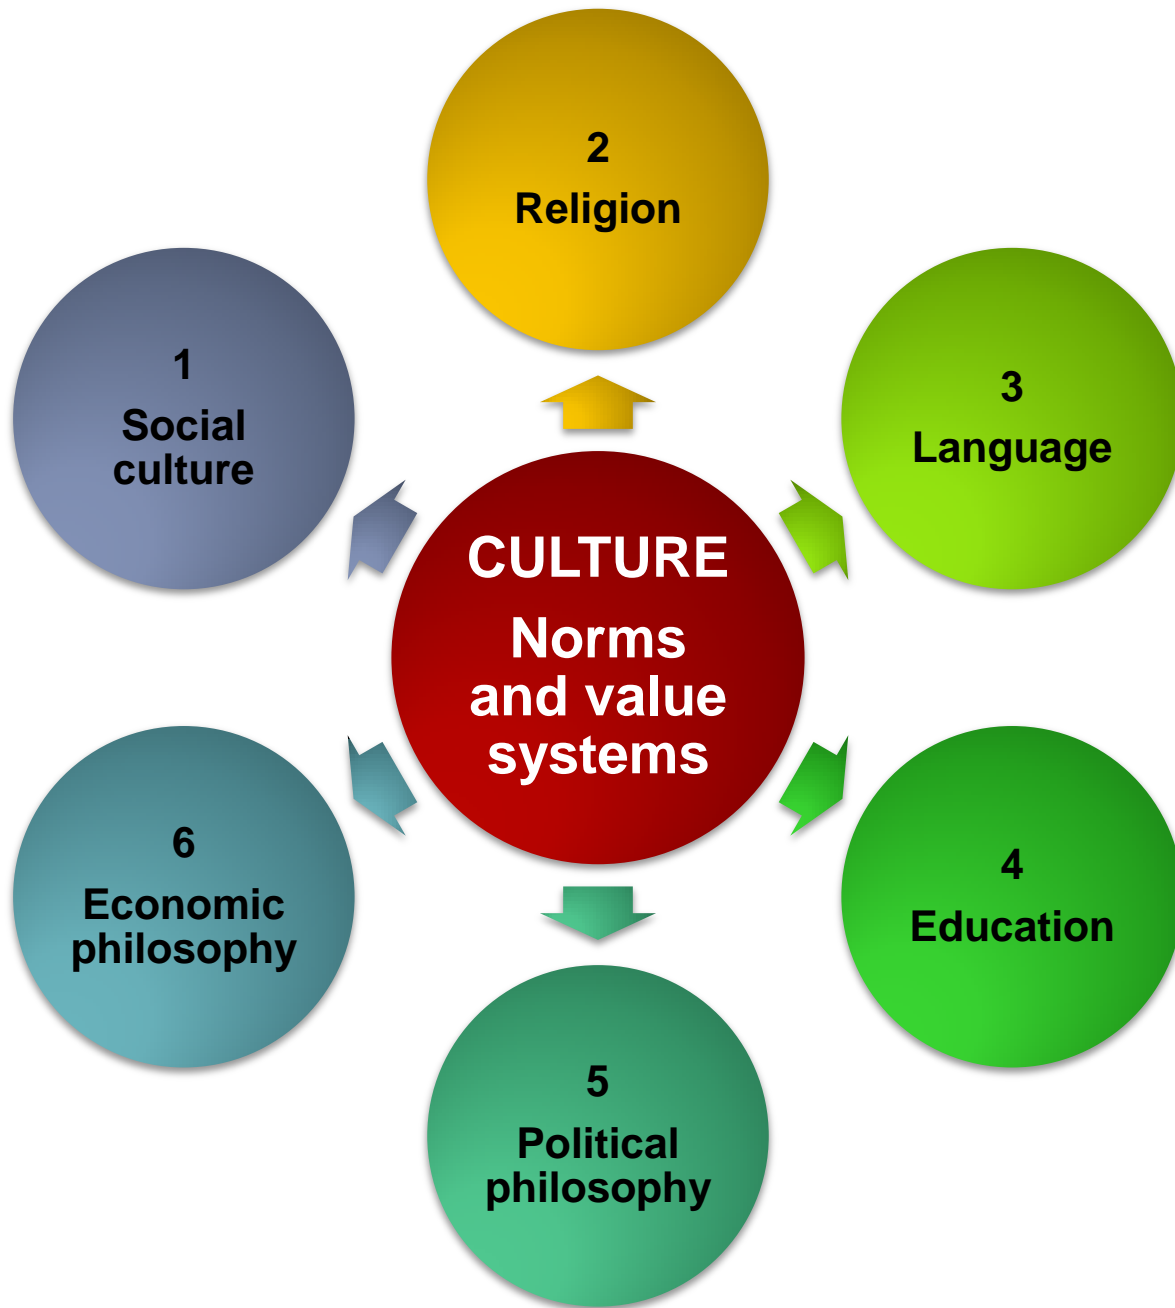 1
Social
culture
2
Religion
3
Language
CULTURE
Norms
and value
systems
4
Education
5
Political
philosophy
6
Economic
philosophy